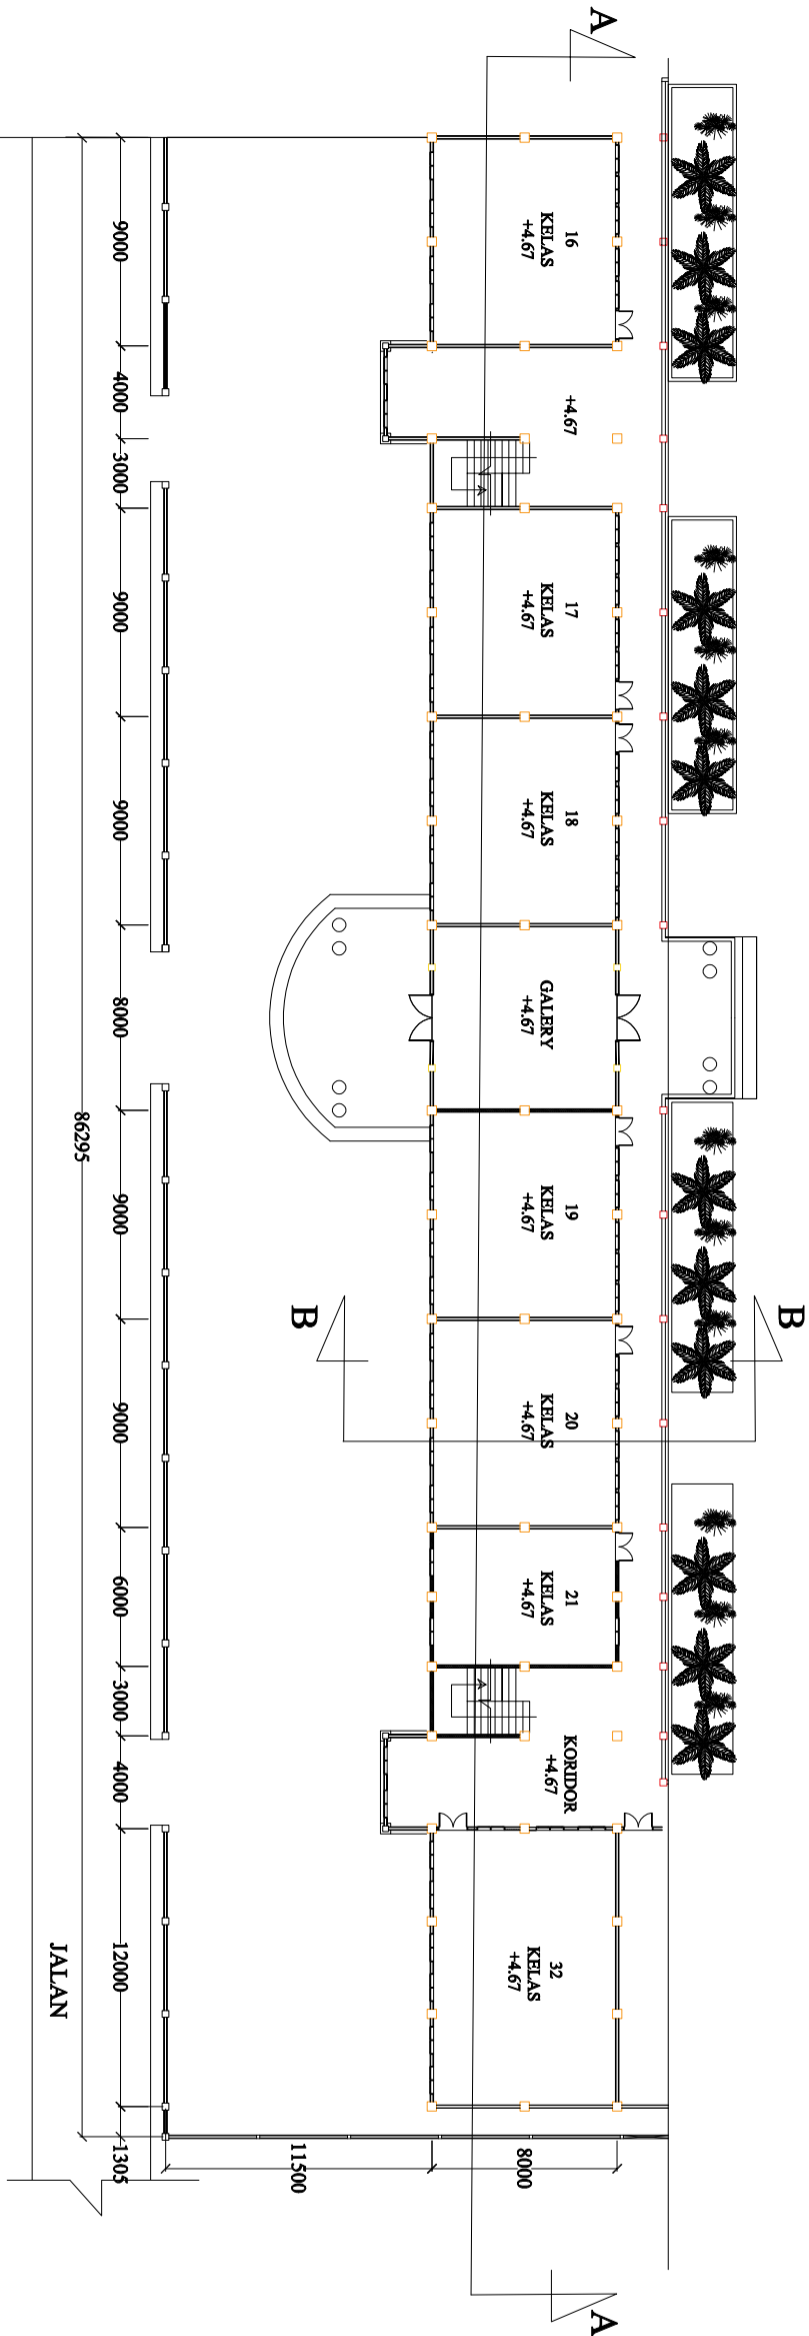 A
16
KELAS
+4.67
+4.67
17
KELAS
+4.67
18
KELAS
+4.67
GALERY
+4.67
19
KELAS
+4.67
20
KELAS
+4.67
21
KELAS
+4.67
KORIDOR
+4.67
32
KELAS
+4.67
B
B
A
9000
4000
3000
9000
9000
8000
9000
9000
6000
3000
4000
12000
1305
86295
11500
8000
JALAN